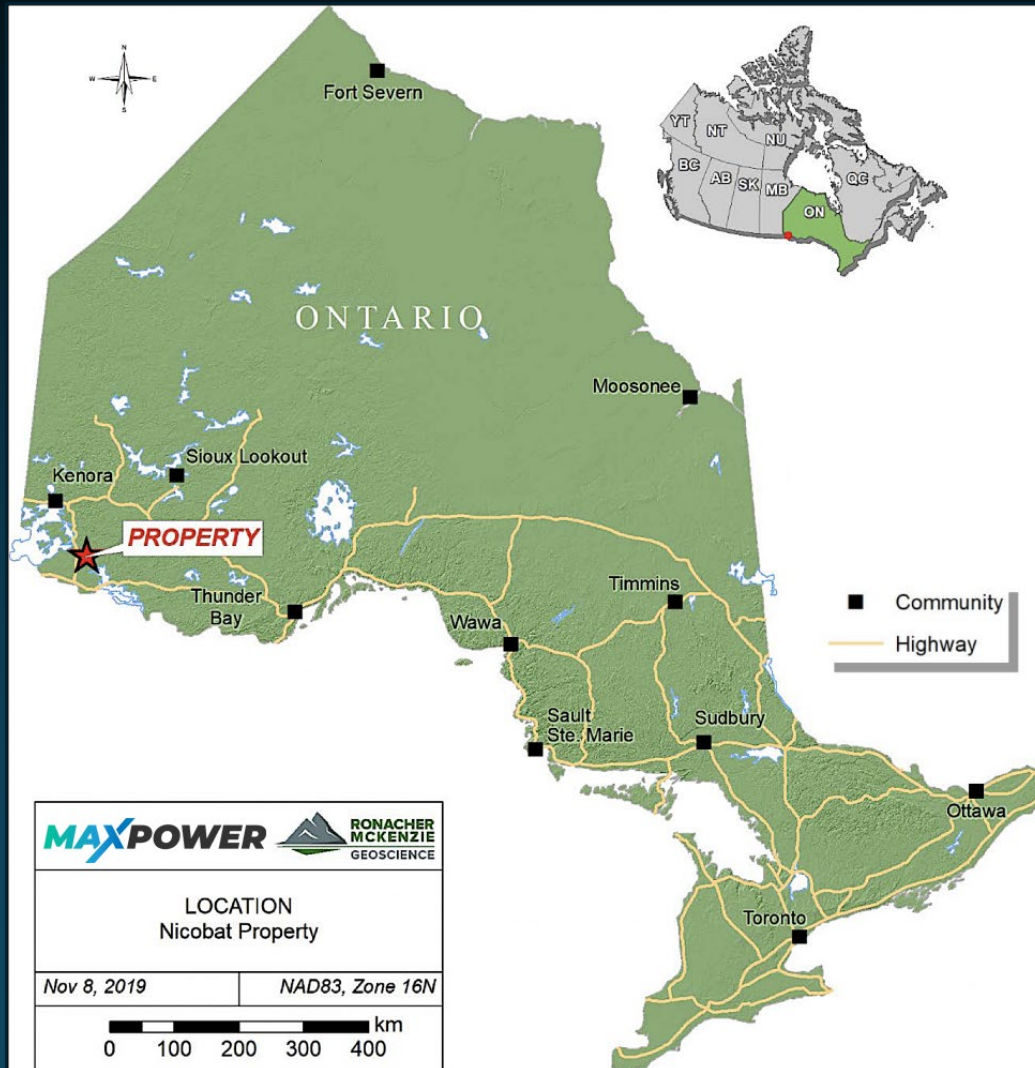 N
W E
S
Fort Severn
YT
NT
NU
BC
AB
SK
MB
QC
ON
ONTARIO
Moosonee
Sioux Lookout
Kenora
PROPERTY
Thunder
Bay
Timmins
Wawa
Community
Highway
Sault
Ste. Marie
Sudbury
Ottawa
Toronto
MAXPOWER
RONACHER
MCKENZIE
GEOSCIENCE
LOCATION
Nicobat Property
Nov 8, 2019
NAD83, Zone 16N
km
0 100 200 300 400